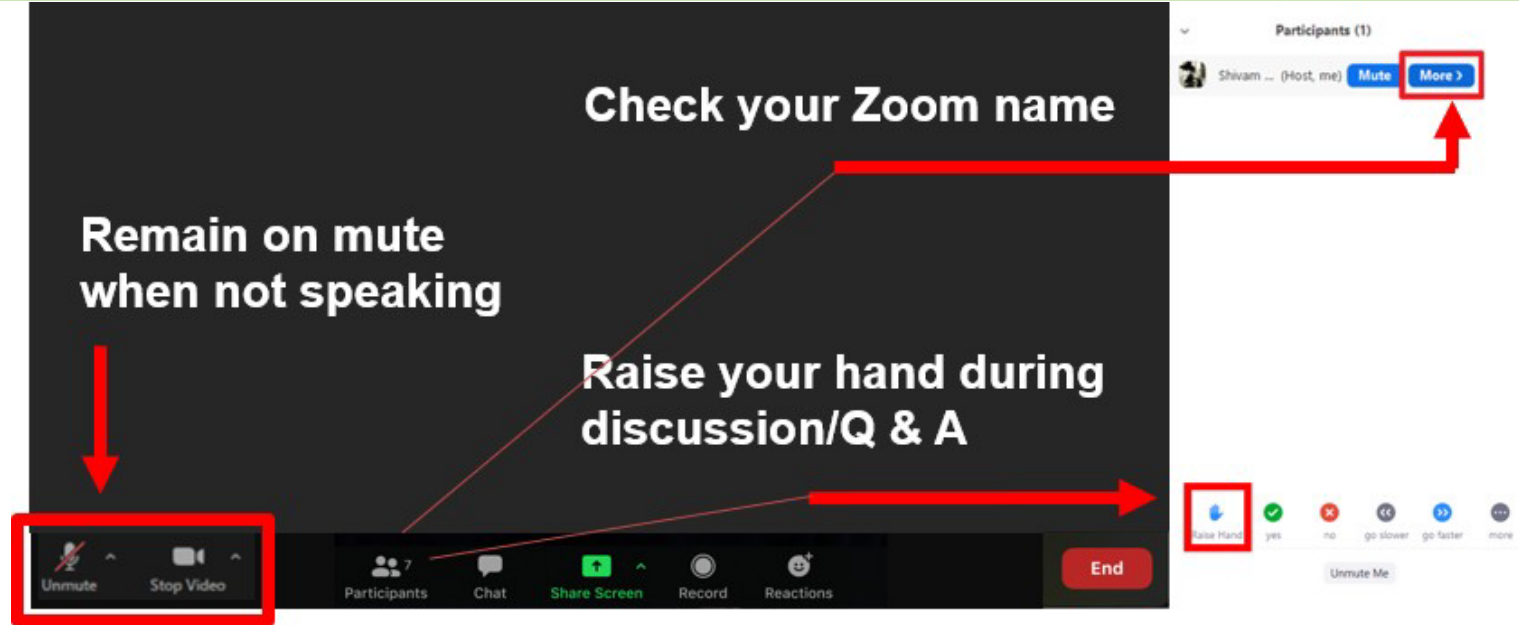 Participants (1)
Shivam ... (Host, me) Mute More >
Check your Zoom name
Remain on mute
when not speaking
Raise your hand during
discussion/Q & A
Raise Hand yes no go slower go faster more
Unmute Me
Unmute Stop Video Participants 7 Chat Share Screen Record Reactions End